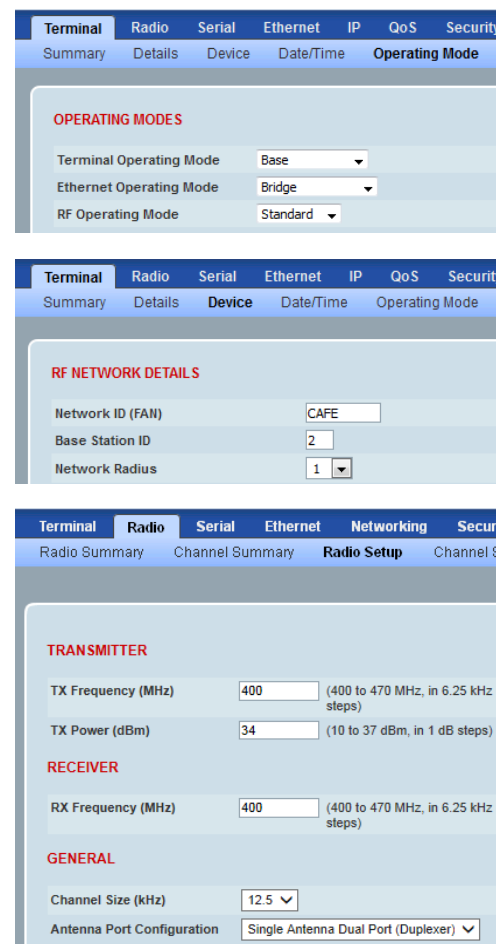 Terminal Radio Serial Ethernet IP QoS Security
Summary Details Device Date/Time Operating Mode
OPERATING MODES
Terminal Operating Mode Base
Ethernet Operating Mode Bridge
RF Operating Mode Standard
Terminal Radio Serial Ethernet IP QoS Security
Summary Details Device Date/Time Operating Mode
RF NETWORK DETAILS
Network ID (FAN) CAFE
Base Station ID 2
Network Radius 1
Terminal Radio Serial Ethernet Networking Secur
Radio Summary Channel Summary Radio Setup Channel S
TRANSMITTER
TX Frequency (MHz) 400 (400 to 470 MHz, in 6.25 kHz
steps)
TX Power (dBm) 34 (10 to 37 dBm, in 1 dB steps)
RECEIVER
RX Frequency (MHz) 400 (400 to 470 MHz, in 6.25 kHz
steps)
GENERAL
Channel Size (kHz) 12.5
Antenna Port Configuration Single Antenna Dual Port (Duplexer)